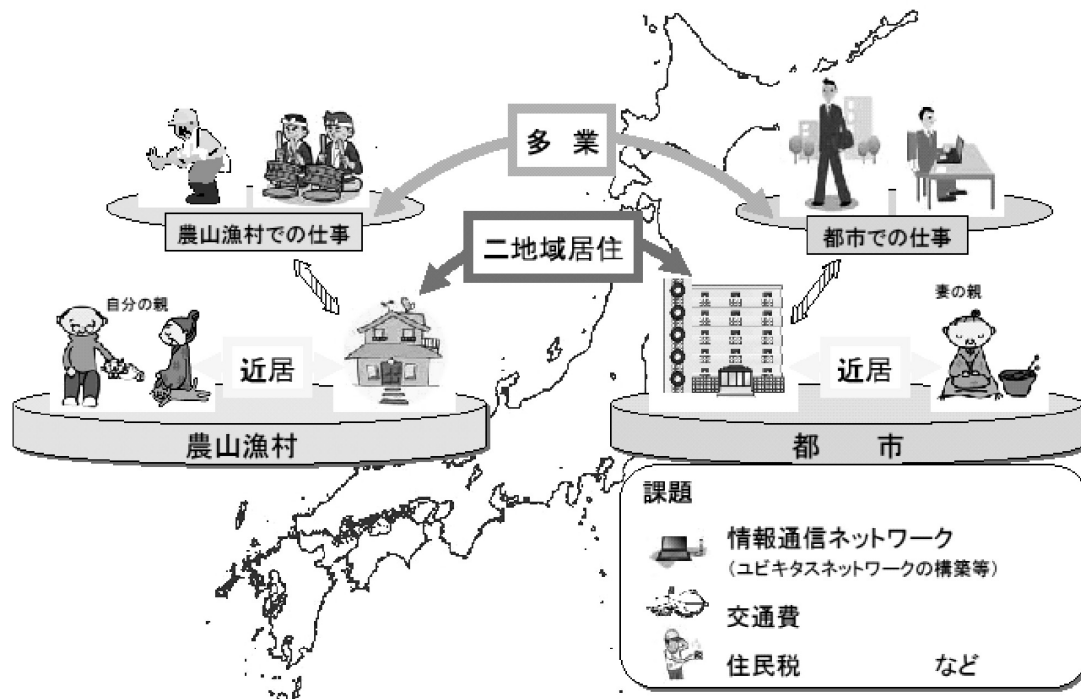 多 業
農山漁村での仕事
都市での仕事
二地域居住
自分の親
妻の親
近居
近居
農山漁村
都 市
課題
情報通信ネットワーク
（ユビキタスネットワークの構築等）
交通費
住民税 など